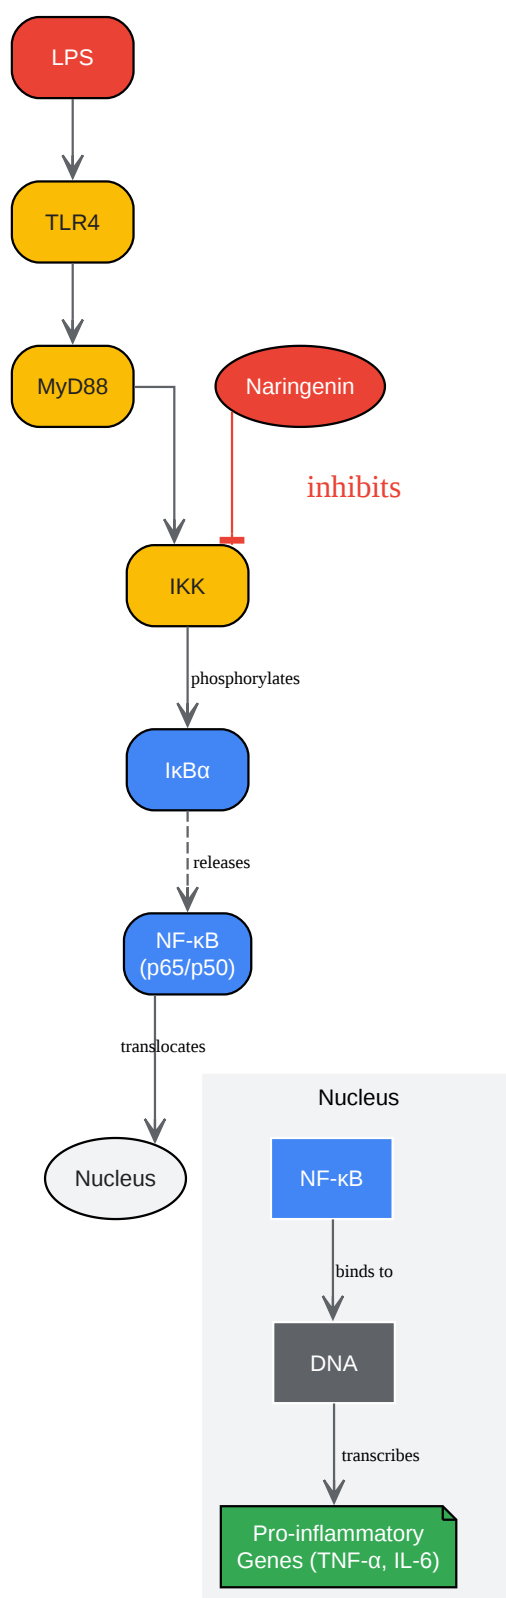 LPS
TLR4
MyD88
Naringenin
inhibits
IKK
phosphorylates
IκBα
releases
NF-κB
(p65/p50)
translocates
Nucleus
Nucleus
NF-κB
binds to
DNA
transcribes
Pro-inflammatory
Genes (TNF-α, IL-6)